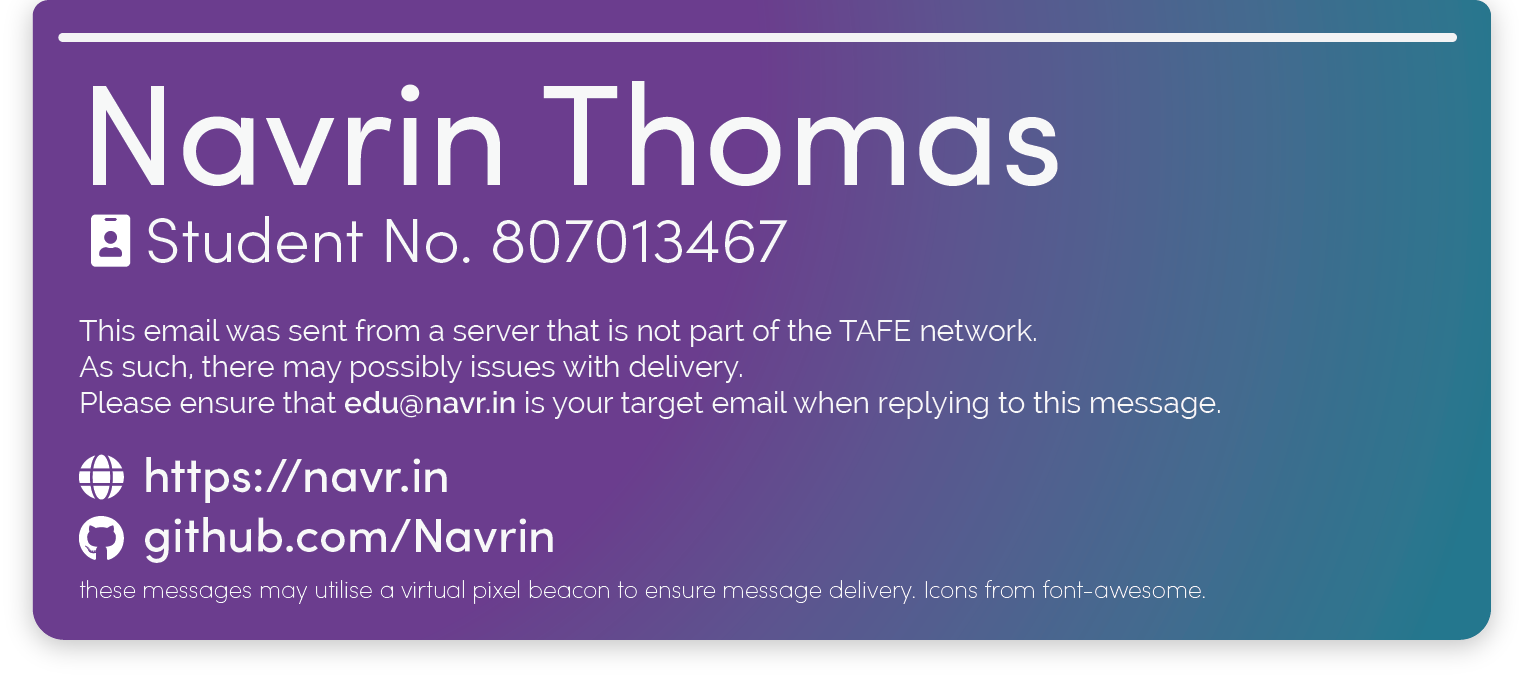 Navrin Thomas
Student No. 807013467
This email was sent from a server that is not part of the TAFE network.
As such, there may possibly issues with delivery.
Please ensure that edu@navr.in is your target email when replying to this message.
https://navr.in
github.com/Navrin
these messages may utilise a virtual pixel beacon to ensure message delivery. Icons from font-awesome.